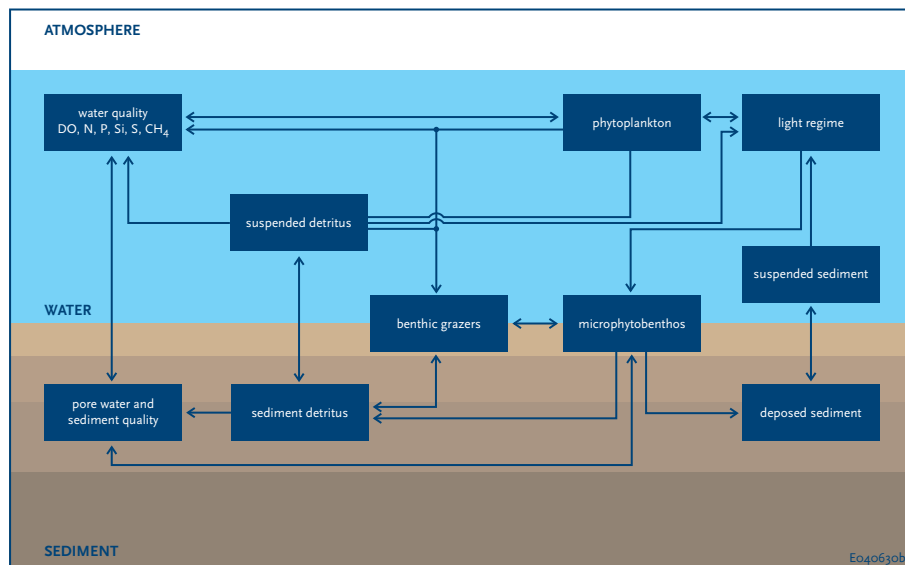 ATMOSPHERE
water quality
DO, N, P, Si, S, CH₄
phytoplankton
light regime
suspended detritus
suspended sediment
WATER
benthic grazers
microphytobenthos
pore water and
sediment quality
sediment detritus
deposed sediment
SEDIMENT
E040630b